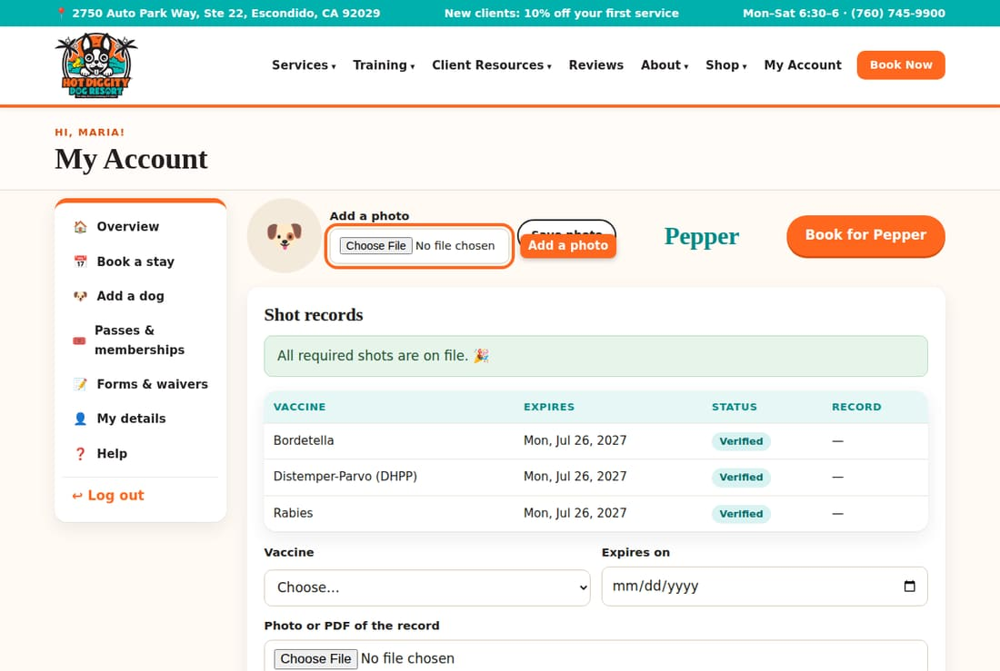 2750 Auto Park Way, Ste 22, Escondido, CA 92029
New clients: 10% off your first service
Mon–Sat 6:30–6 · (760) 745-9900
HOT DIGGITY
DOG RESORT
Services ▾
Training ▾
Client Resources ▾
Reviews
About ▾
Shop ▾
My Account
Book Now
HI, MARIA!
My Account
Overview
Book a stay
Add a dog
Passes &
memberships
Forms & waivers
My details
Help
↩ Log out
Add a photo
Choose File No file chosen
Save photo
Add a photo
Pepper
Book for Pepper
Shot records
All required shots are on file. 🎉
VACCINE EXPIRES STATUS RECORD
Bordetella Mon, Jul 26, 2027 Verified —
Distemper-Parvo (DHPP) Mon, Jul 26, 2027 Verified —
Rabies Mon, Jul 26, 2027 Verified —
Vaccine
Choose...
Expires on
mm/dd/yyyy
Photo or PDF of the record
Choose File No file chosen